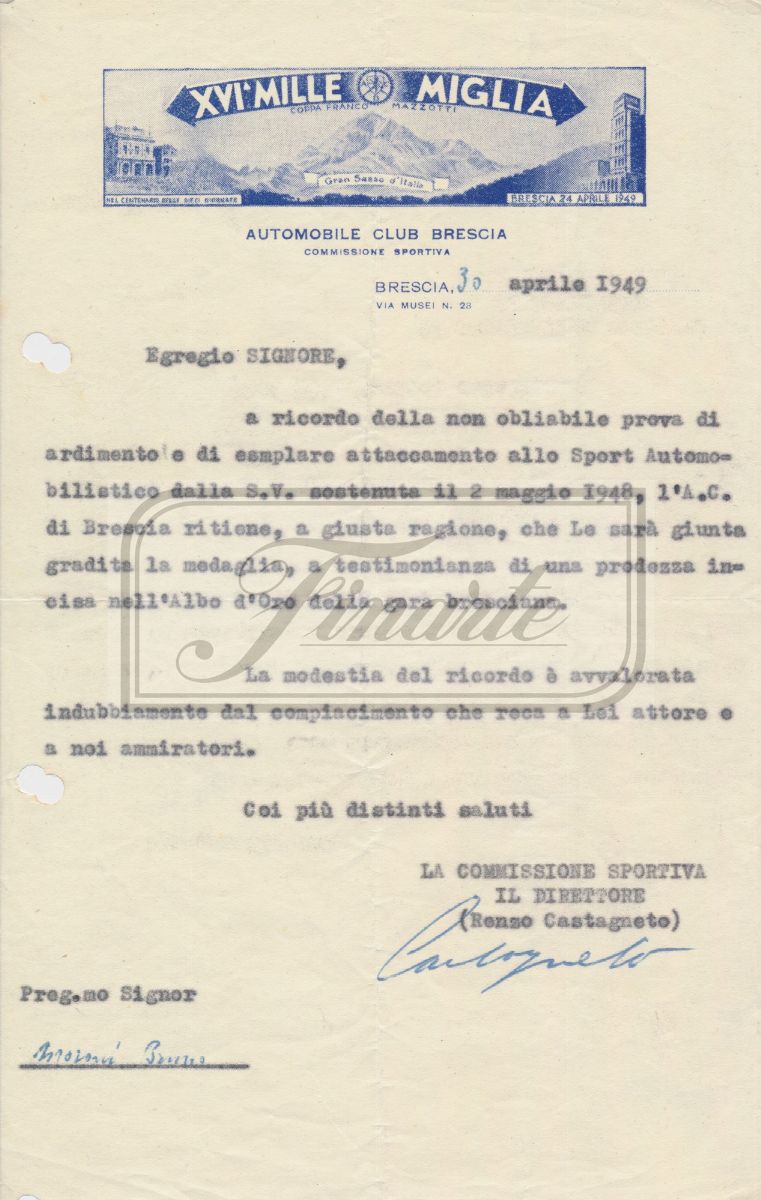 XVIᴬ MILLE MIGLIA
COPPA FRANCO MAZZOTTI
Gran Sasso d'Italia
NEL CENTENARIO DELLE DIECI GIORNATE
BRESCIA 24 APRILE 1949
AUTOMOBILE CLUB BRESCIA
COMMISSIONE SPORTIVA
BRESCIA, 30 aprile 1949
VIA MUSEI N. 28
Egregio SIGNORE,
a ricordo della non obliabile prova di
ardimento e di esmplare attaccamento allo Sport Automo-
bilistico dalla S.V. sostenuta il 2 maggio 1948, l'A.C.
di Brescia ritiene, a giusta ragione, che Le sarà giunta
gradita la medaglia, a testimonianza di una prodezza in-
cisa nell'Albo d'Oro della gara bresciana.
Finarte
La modestia del ricordo è avvalorata
indubbiamente dal compiacimento che reca a Lei attore e
a noi ammiratori.
Coi più distinti saluti
LA COMMISSIONE SPORTIVA
IL DIRETTORE
(Renzo Castagneto)
Castagneto
Preg.mo Signor
Bruno